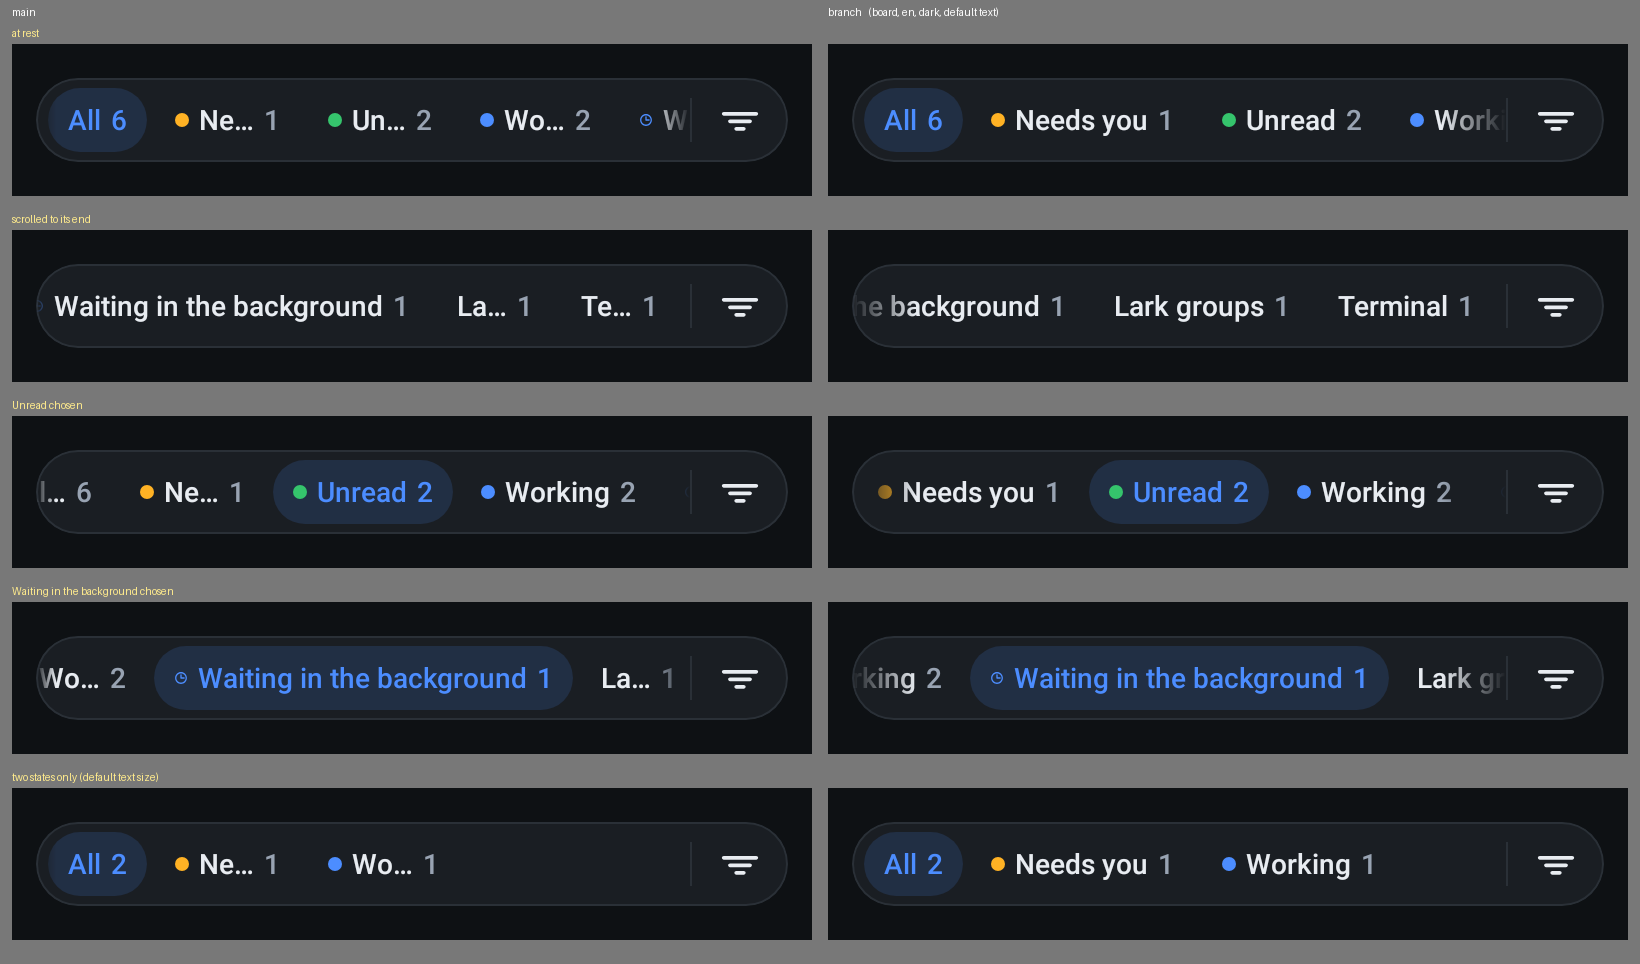 main
branch (board, en, dark, default text)
at rest
All 6 Ne... 1 Un... 2 Wo... 2 W
All 6 Needs you 1 Unread 2 Worki
scrolled to its end
Waiting in the background 1 La... 1 Te... 1
he background 1 Lark groups 1 Terminal 1
Unread chosen
l... 6 Ne... 1 Unread 2 Working 2
Needs you 1 Unread 2 Working 2
Waiting in the background chosen
Wo... 2 Waiting in the background 1 La... 1
rking 2 Waiting in the background 1 Lark gr
two states only (default text size)
All 2 Ne... 1 Wo... 1
All 2 Needs you 1 Working 1